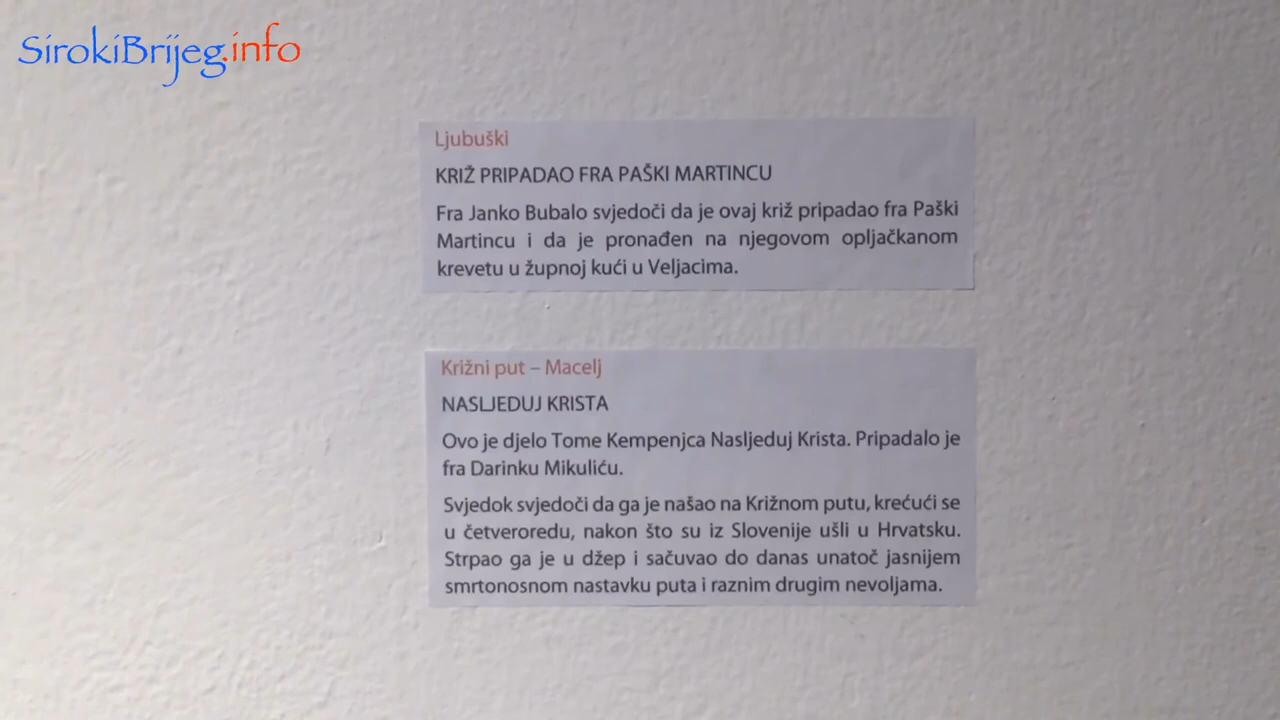 SirokiBrijeg.info
Ljubuški
KRIŽ PRIPADAO FRA PAŠKI MARTINCU
Fra Janko Bubalo svjedoči da je ovaj križ pripadao fra Paški
Martincu i da je pronađen na njegovom opljačkanom
krevetu u župnoj kući u Veljacima.
Križni put – Macelj
NASLJEDUJ KRISTA
Ovo je djelo Tome Kempenjca Nasljeduj Krista. Pripadalo je
fra Darinku Mikuliću.
Svjedok svjedoči da ga je našao na Križnom putu, krećući se
u četveroredu, nakon što su iz Slovenije ušli u Hrvatsku.
Strpao ga je u džep i sačuvao do danas unatoč jasnijem
smrtonosnom nastavku puta i raznim drugim nevoljama.